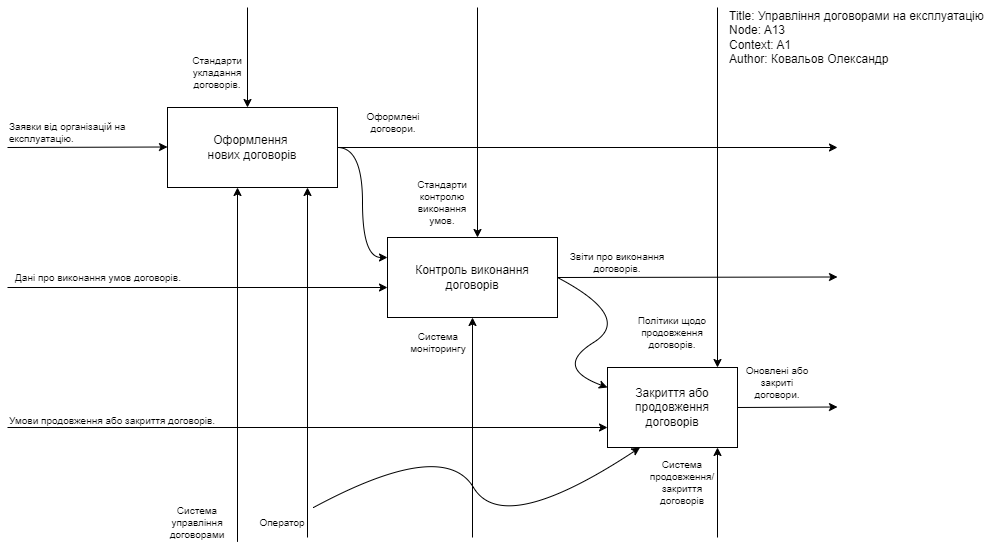 Title: Управління договорами на експлуатацію
Node: A13
Context: A1
Author: Ковальов Олександр
Стандарти
укладання
договорів.
Заявки від організацій на
експлуатацію.
Оформлення
нових договорів
Оформлені
договори.
Стандарти
контролю
виконання
умов.
Дані про виконання умов договорів.
Контроль виконання
договорів
Звіти про виконання
договорів.
Система
моніторингу
Політики щодо
продовження
договорів.
Умови продовження або закриття договорів.
Закриття або
продовження
договорів
Оновлені або
закриті
договори.
Система
продовження/
закриття
договорів
Система
управління
договорами
Оператор